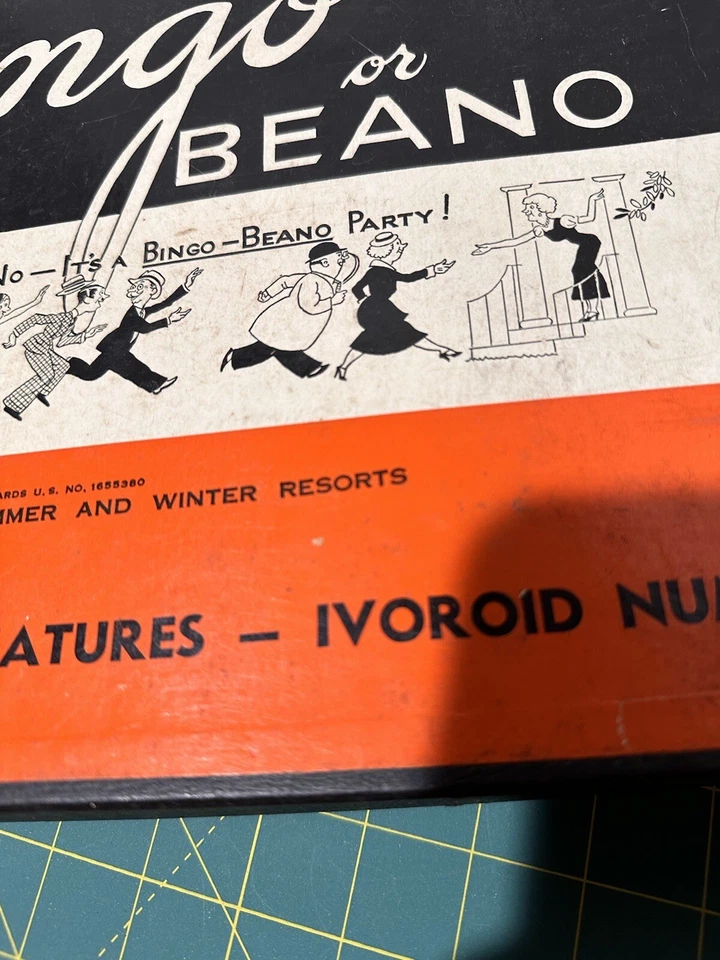 ngo
or
BEANO
No — It's a Bingo-Beano Party!
ARDS U.S. NO. 1655380
MMER AND WINTER RESORTS
ATURES — IVOROID NU